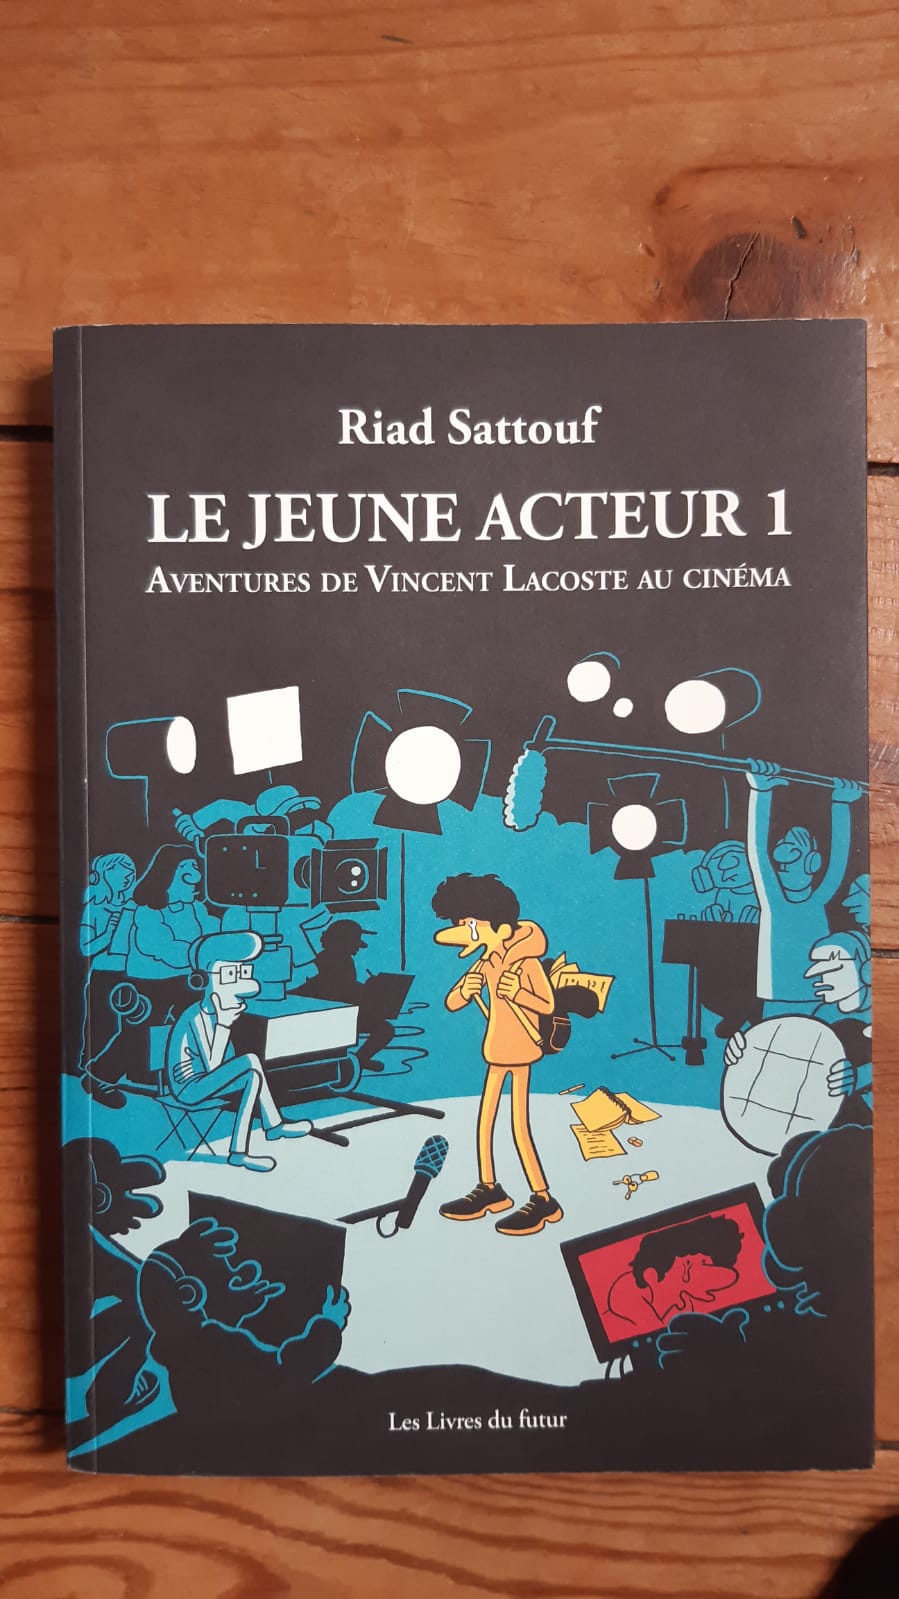 Riad Sattouf
LE JEUNE ACTEUR 1
AVENTURES DE VINCENT LACOSTE AU CINÉMA
Les Livres du futur